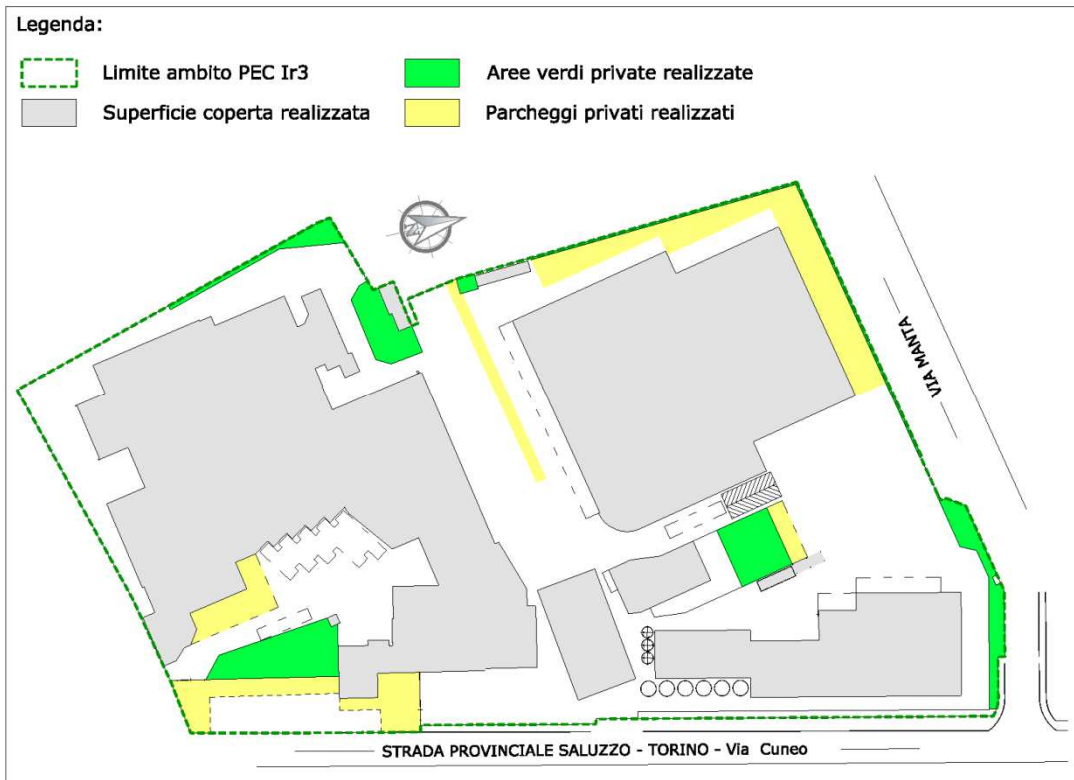 Legenda:
Limite ambito PEC Ir3
Aree verdi private realizzate
Superficie coperta realizzata
Parcheggi privati realizzati
VIA MANTA
STRADA PROVINCIALE SALUZZO - TORINO - Via Cuneo